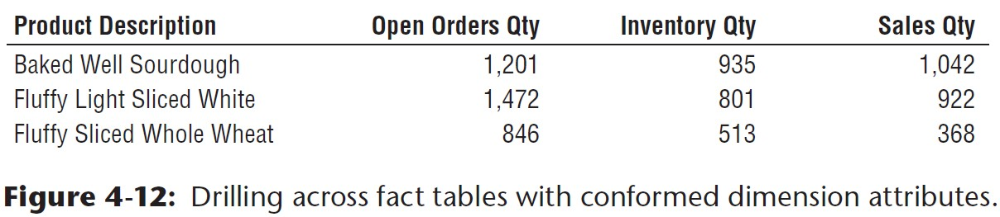 Product Description Open Orders Qty Inventory Qty Sales Qty
Baked Well Sourdough 1,201 935 1,042
Fluffy Light Sliced White 1,472 801 922
Fluffy Sliced Whole Wheat 846 513 368
Figure 4-12: Drilling across fact tables with conformed dimension attributes.